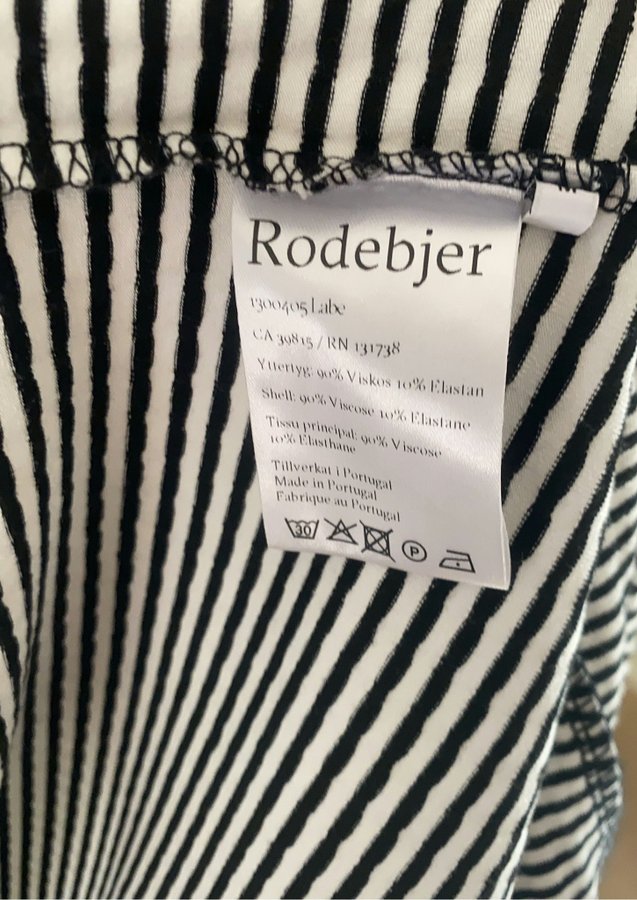 Rodebjer
1300405 Labe
CA 39815 / RN 131738
Yttertyg: 90% Viskos 10% Elastan
Shell: 90% Viscose 10% Elastane
Tissu principal: 90% Viscose
10% Elasthane
Tillverkat i Portugal
Made in Portugal
Fabrique au Portugal
30 P